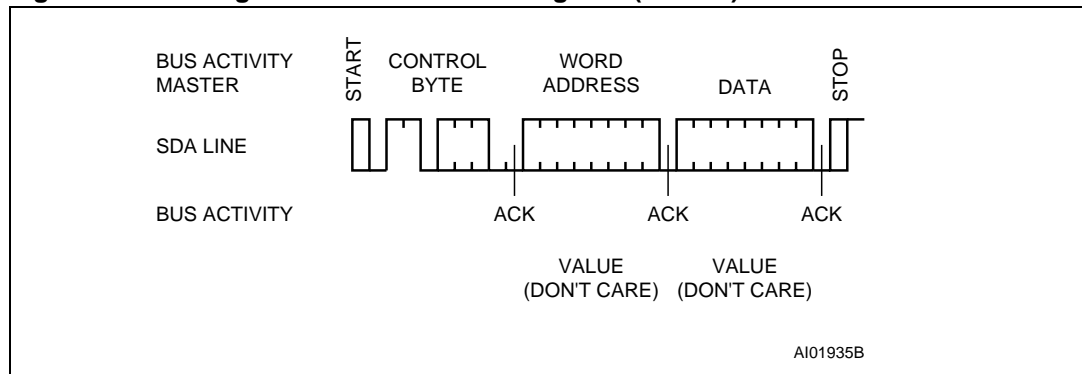 BUS ACTIVITY
MASTER
START
CONTROL
BYTE
WORD
ADDRESS
DATA
STOP
SDA LINE
BUS ACTIVITY
ACK
ACK
ACK
VALUE
(DON'T CARE)
VALUE
(DON'T CARE)
AI01935B